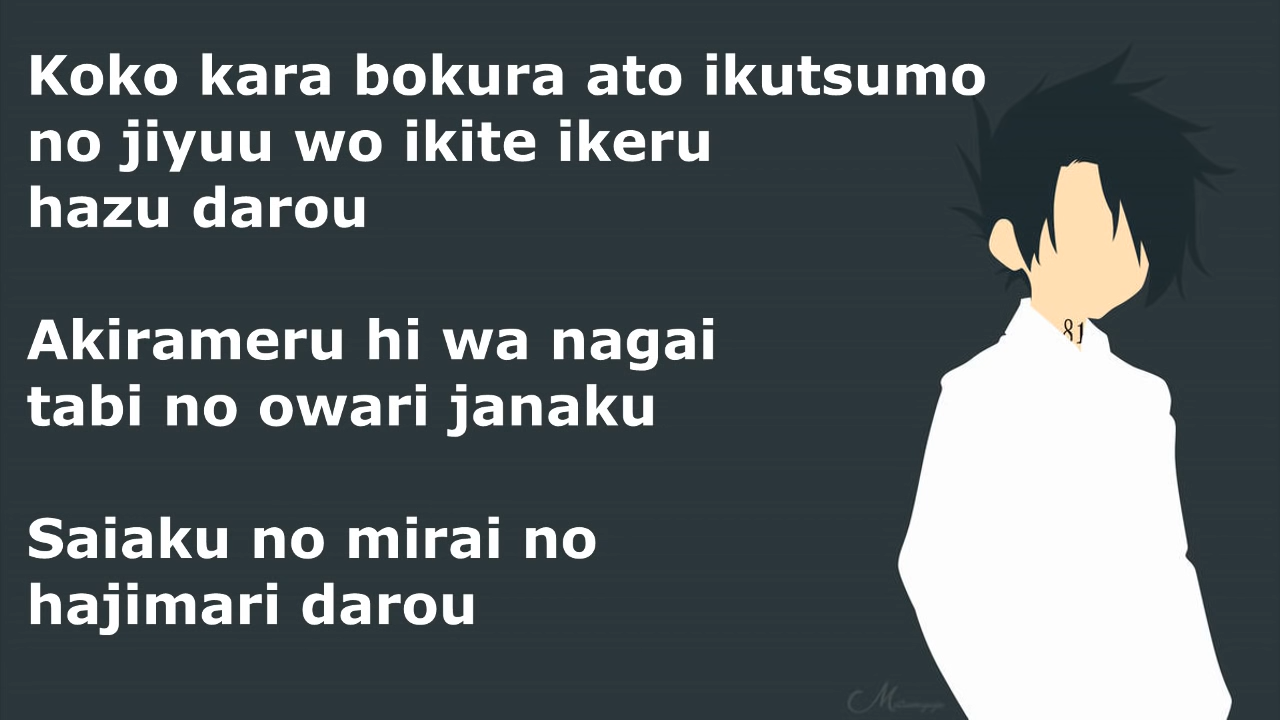 Koko kara bokura ato ikutsumo
no jiyuu wo ikite ikeru
hazu darou
Akirameru hi wa nagai
tabi no owari janaku
Saiaku no mirai no
hajimari darou
81